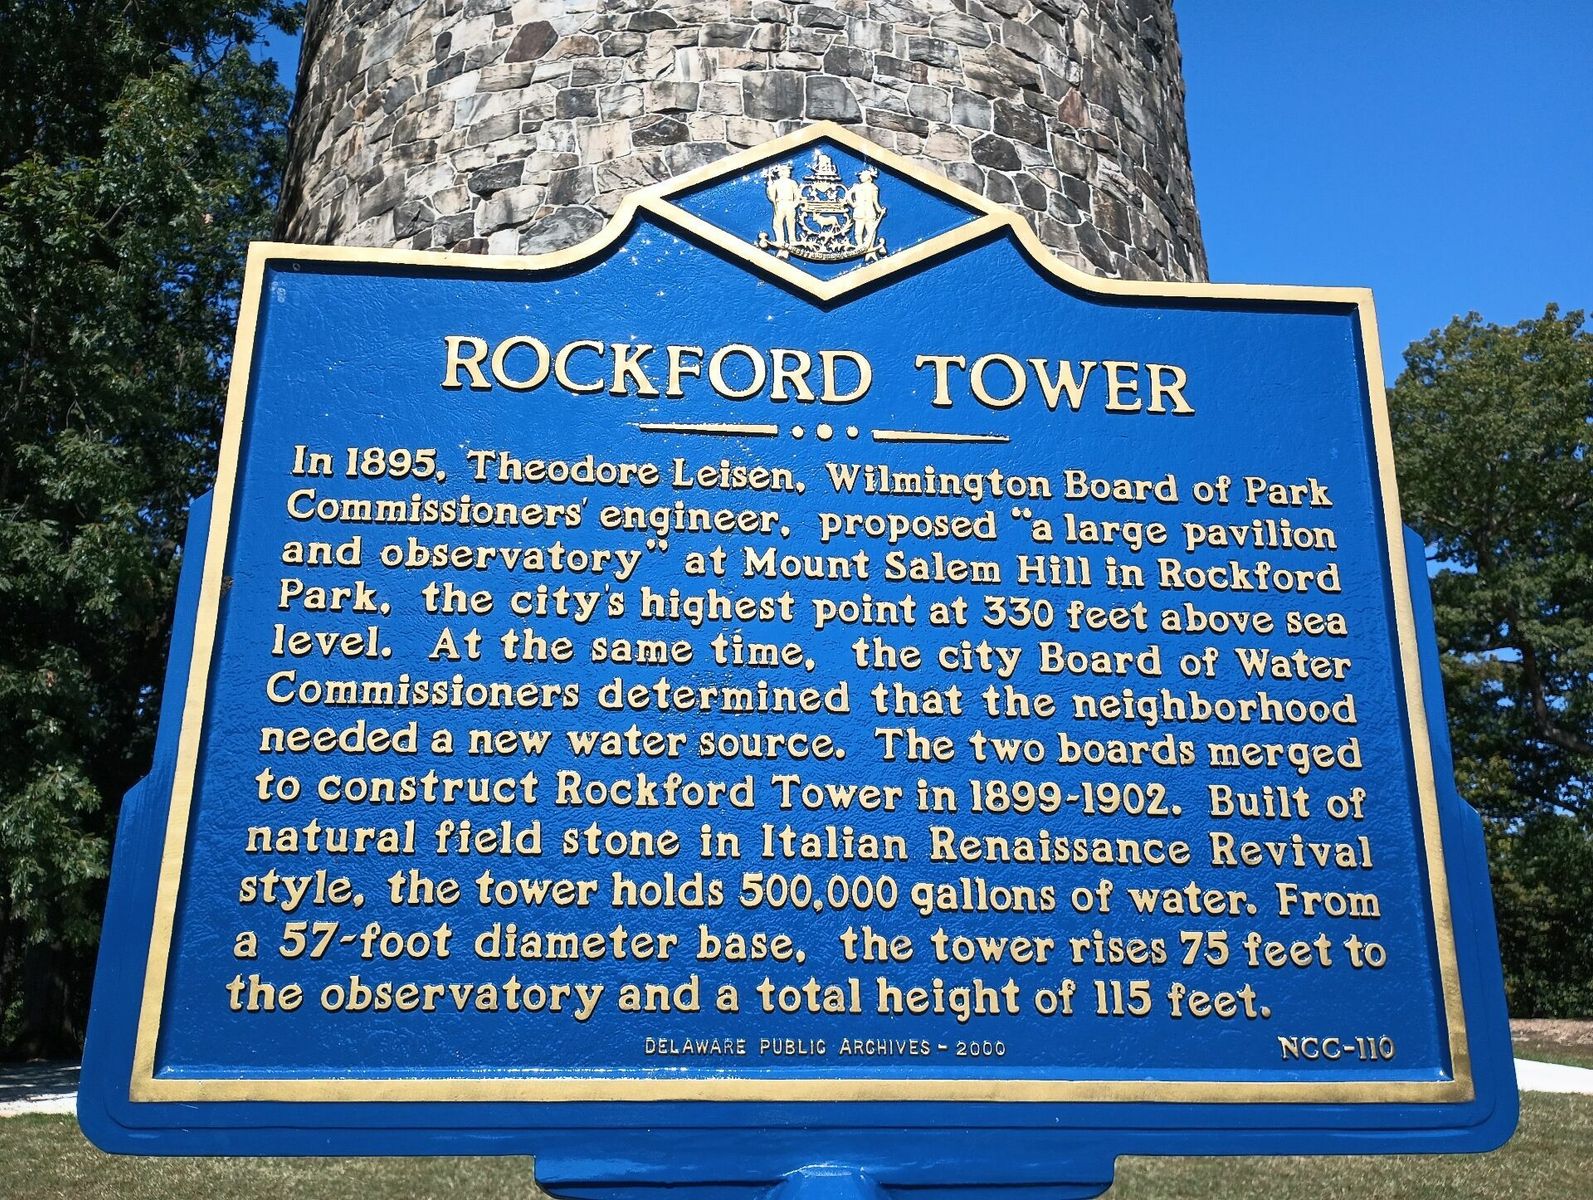 ROCKFORD TOWER
In 1895, Theodore Leisen, Wilmington Board of Park
Commissioners' engineer, proposed "a large pavilion
and observatory" at Mount Salem Hill in Rockford
Park, the city's highest point at 330 feet above sea
level. At the same time, the city Board of Water
Commissioners determined that the neighborhood
needed a new water source. The two boards merged
to construct Rockford Tower in 1899-1902. Built of
natural field stone in Italian Renaissance Revival
style, the tower holds 500,000 gallons of water. From
a 57-foot diameter base, the tower rises 75 feet to
the observatory and a total height of 115 feet.
DELAWARE PUBLIC ARCHIVES - 2000
NCC-110